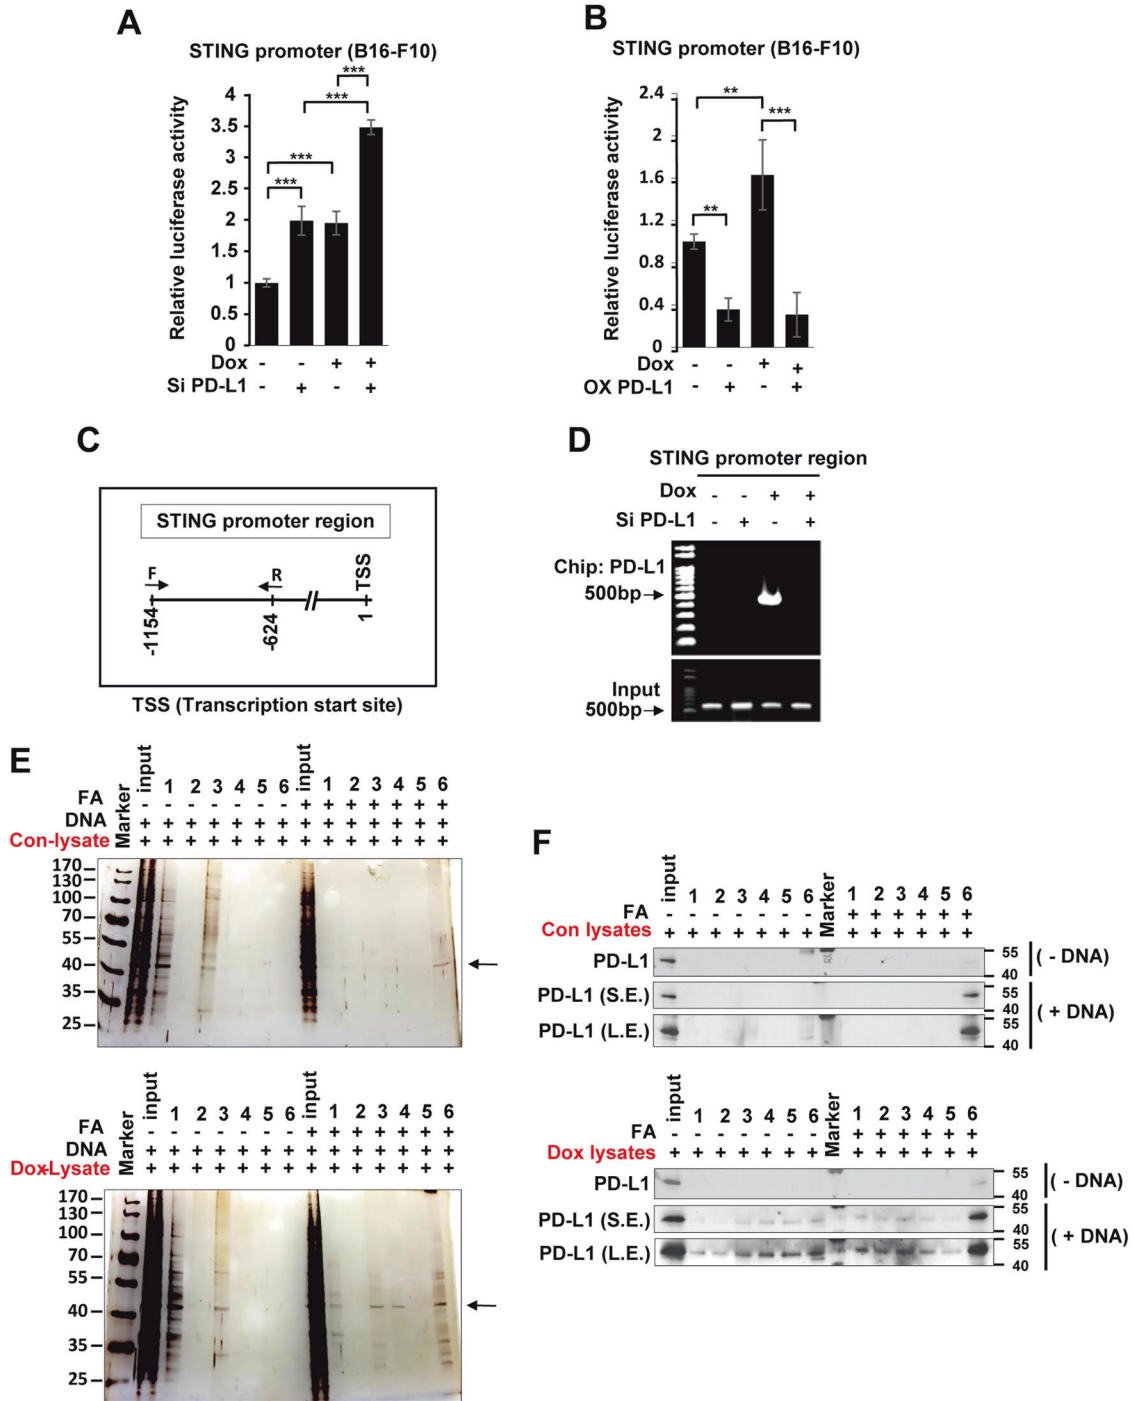 A
STING promoter (B16-F10)
***
***
***
***
Relative luciferase activity
4
3.5
3
2.5
2
1.5
1
0.5
0
Dox - - + +
Si PD-L1 - + - +
B
STING promoter (B16-F10)
**
***
**
Relative luciferase activity
2.4
2
1.6
1.2
0.8
0.4
0
Dox - - + +
OX PD-L1 - + - +
C
STING promoter region
F
R
TSS
-1154
-624
1
TSS (Transcription start site)
D
STING promoter region
Dox - - + +
Si PD-L1 - + - +
Chip: PD-L1
500bp
Input
500bp
E
Marker input 1 2 3 4 5 6 input 1 2 3 4 5 6
FA - - - - - - - + + + + + + +
DNA + + + + + + + + + + + + + +
Con-lysate + + + + + + + + + + + + + +
170
130
100
70
55
40
35
25
Marker input 1 2 3 4 5 6 input 1 2 3 4 5 6
FA - - - - - - - + + + + + + +
DNA + + + + + + + + + + + + + +
Dox-Lysate + + + + + + + + + + + + + +
170
130
100
70
55
40
35
25
F
input 1 2 3 4 5 6 Marker 1 2 3 4 5 6
FA - - - - - - - + + + + + +
Con lysates + + + + + + + + + + + + +
PD-L1 55 40 ( - DNA)
PD-L1 (S.E.) 55 40
( + DNA)
PD-L1 (L.E.) 55 40
input 1 2 3 4 5 6 Marker 1 2 3 4 5 6
FA - - - - - - - + + + + + +
Dox lysates + + + + + + + + + + + + +
PD-L1 55 40 ( - DNA)
PD-L1 (S.E.) 55 40
( + DNA)
PD-L1 (L.E.) 55 40